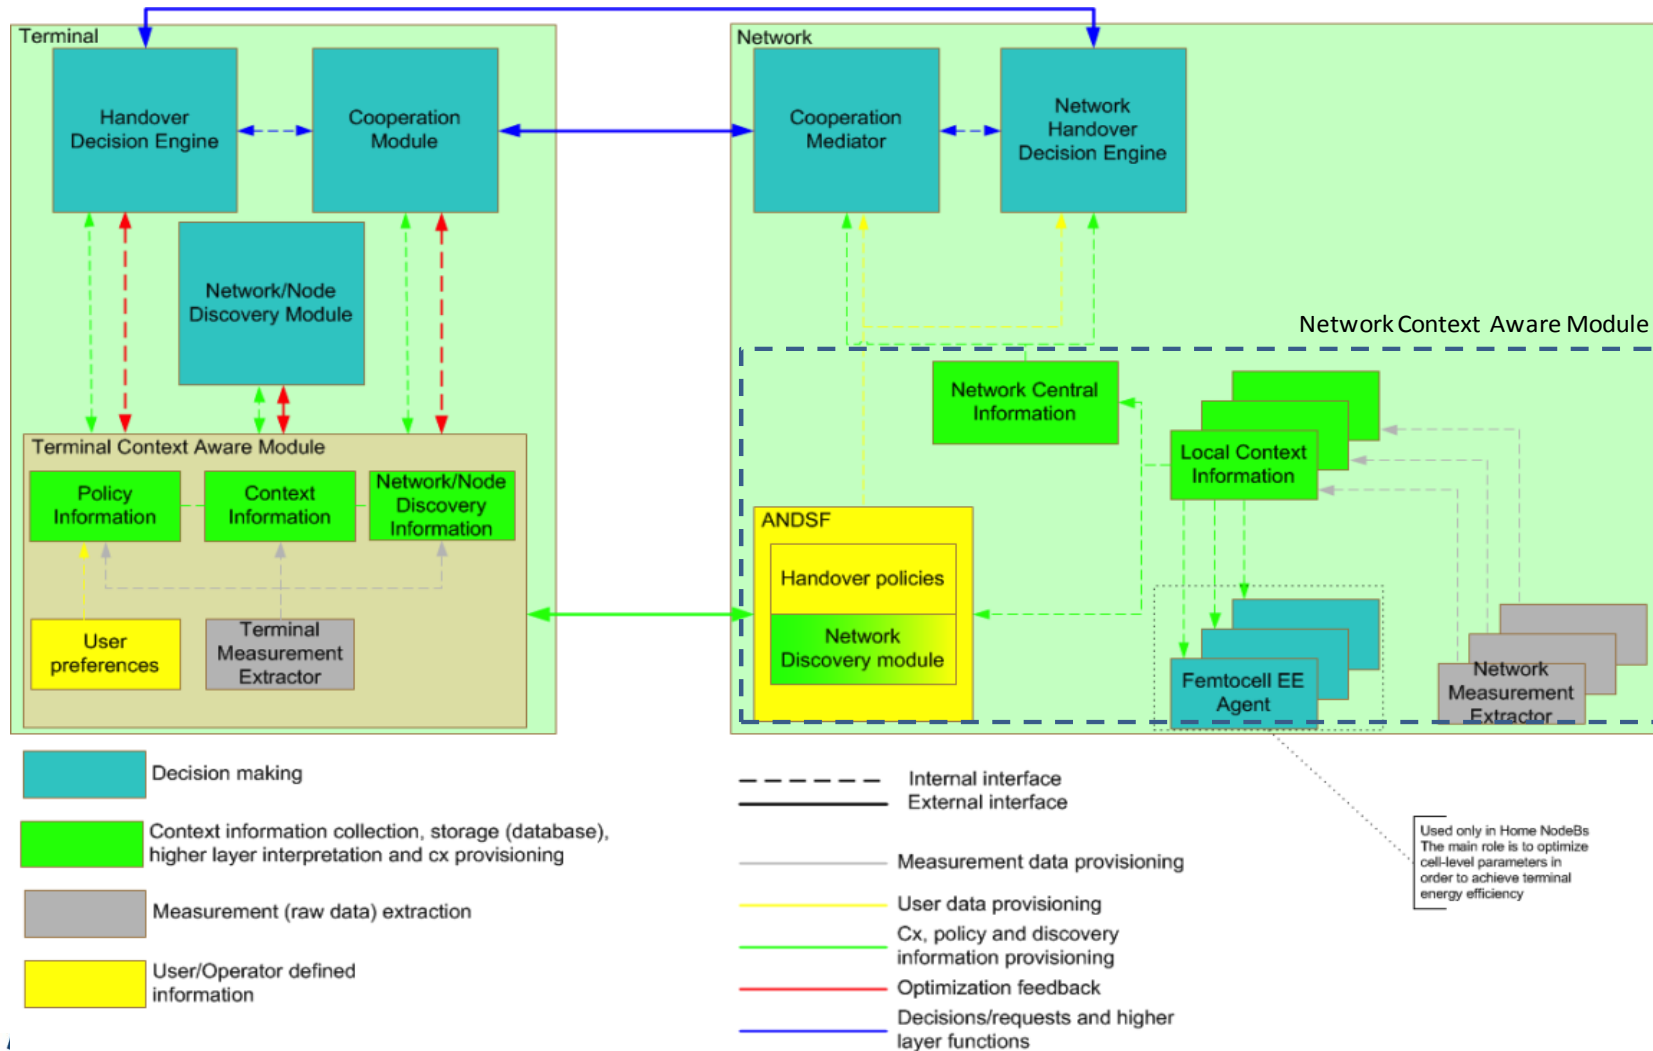 Terminal
Handover
Decision Engine
Cooperation
Module
Network/Node
Discovery Module
Terminal Context Aware Module
Policy
Information
Context
Information
Network/Node
Discovery
Information
User
preferences
Terminal
Measurement
Extractor
Network
Cooperation
Mediator
Network
Handover
Decision Engine
Network Context Aware Module
Network Central
Information
Local Context
Information
ANDSF
Handover policies
Network
Discovery module
Femtocell EE
Agent
Network
Measurement
Extractor
Decision making
Context information collection, storage (database),
higher layer interpretation and cx provisioning
Measurement (raw data) extraction
User/Operator defined
information
Internal interface
External interface
Measurement data provisioning
User data provisioning
Cx, policy and discovery
information provisioning
Optimization feedback
Decisions/requests and higher
layer functions
Used only in Home NodeBs
The main role is to optimize
cell-level parameters in
order to achieve terminal
energy efficiency